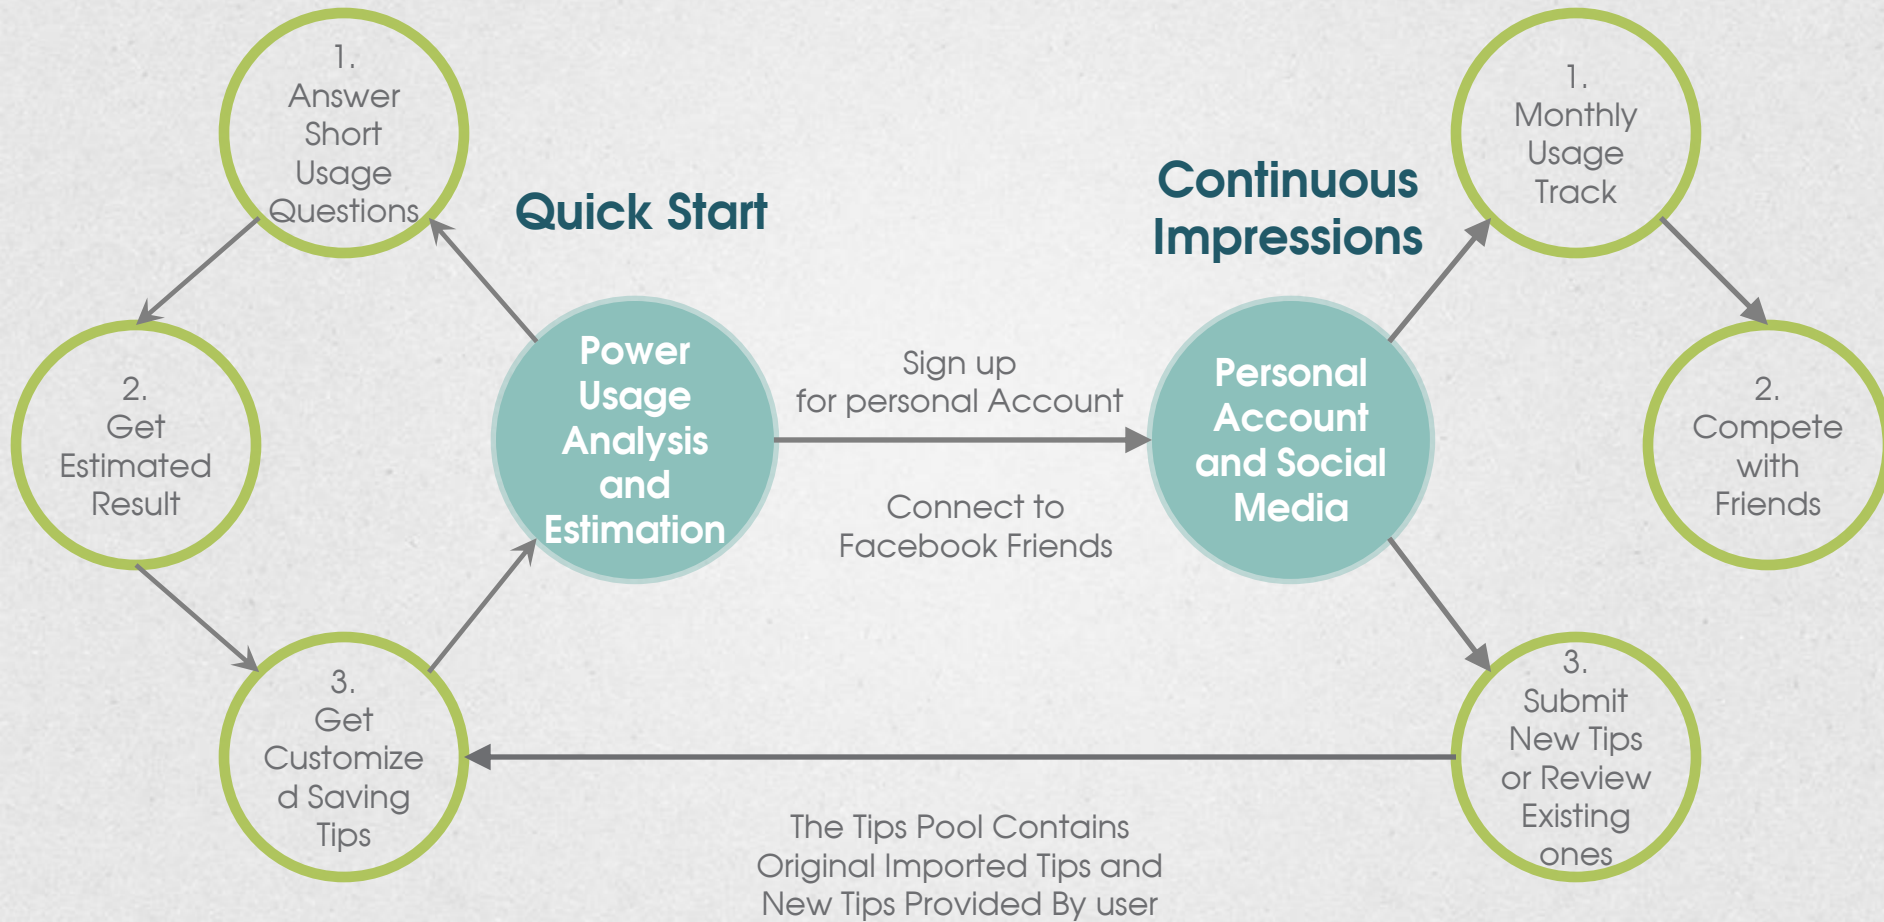 1.
Answer
Short
Usage
Questions
Quick Start
2.
Get
Estimated
Result
3.
Get
Customize
d Saving
Tips
Power
Usage
Analysis
and
Estimation
Sign up
for personal Account
Connect to
Facebook Friends
Continuous
Impressions
Personal
Account
and Social
Media
1.
Monthly
Usage
Track
2.
Compete
with
Friends
3.
Submit
New Tips
or Review
Existing
ones
The Tips Pool Contains
Original Imported Tips and
New Tips Provided By user